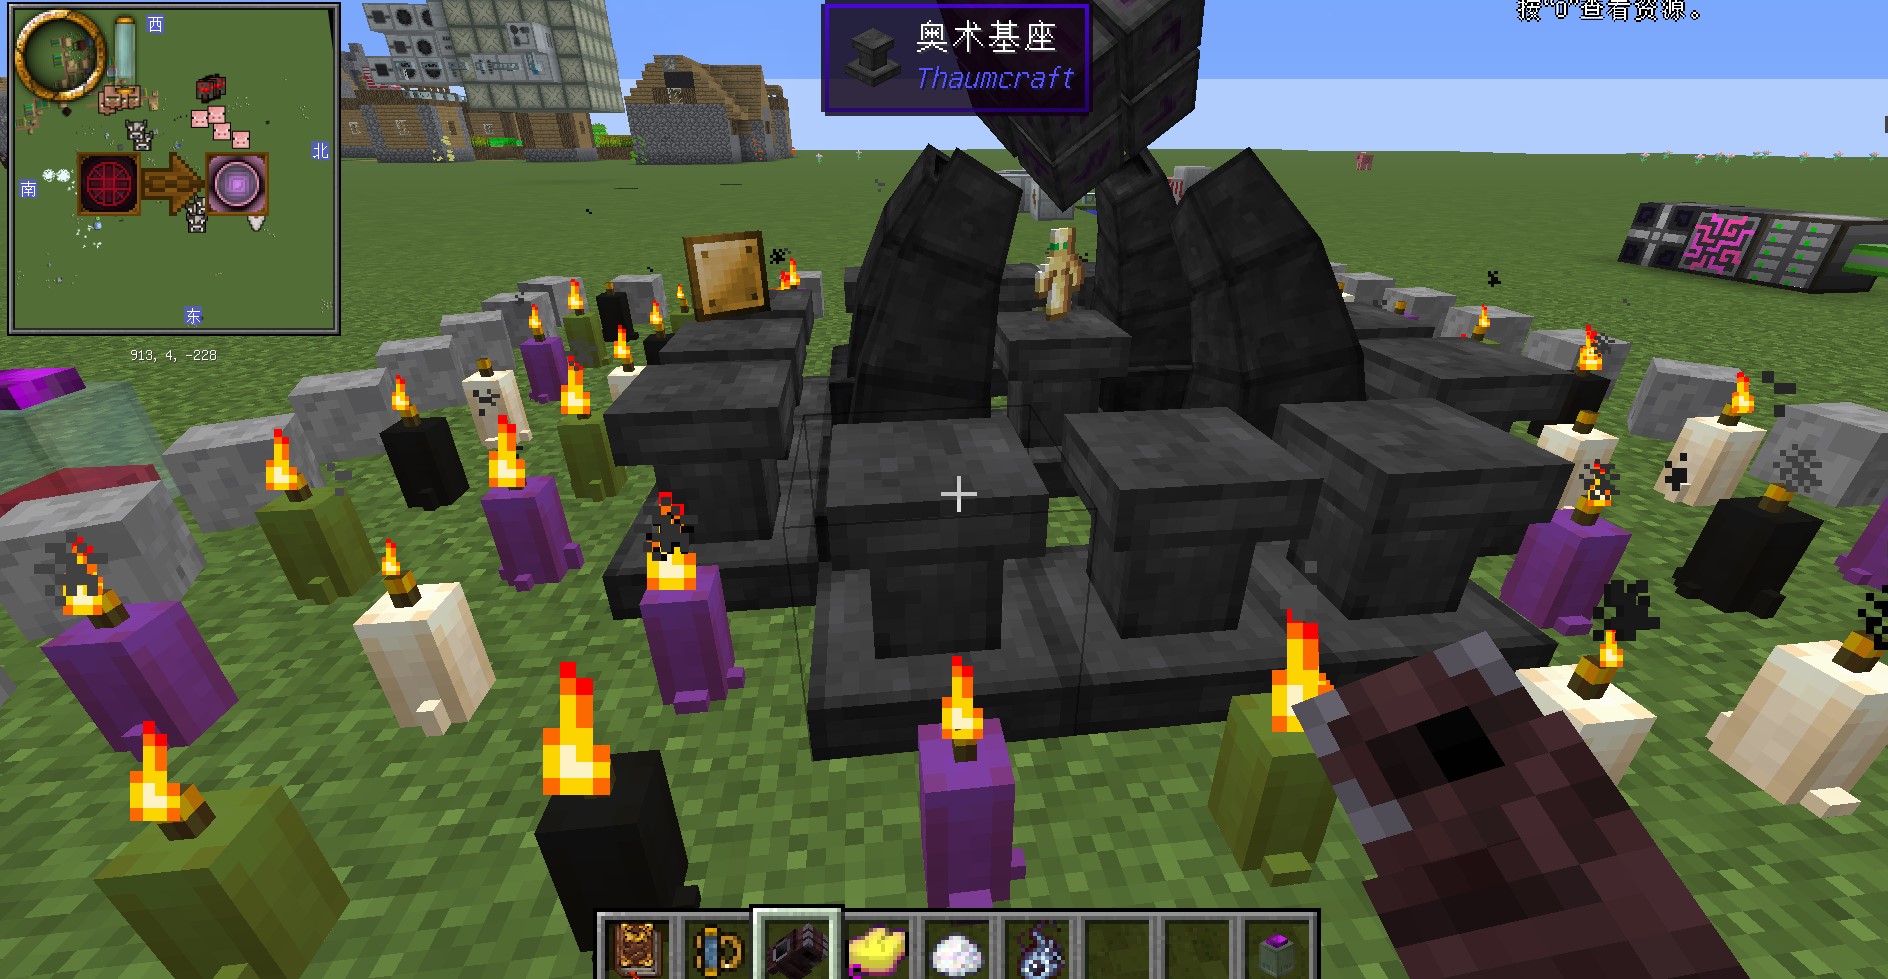 西
奥术基座
Thaumcraft
按"0"查看资源。
北
南
东
913, 4, -228